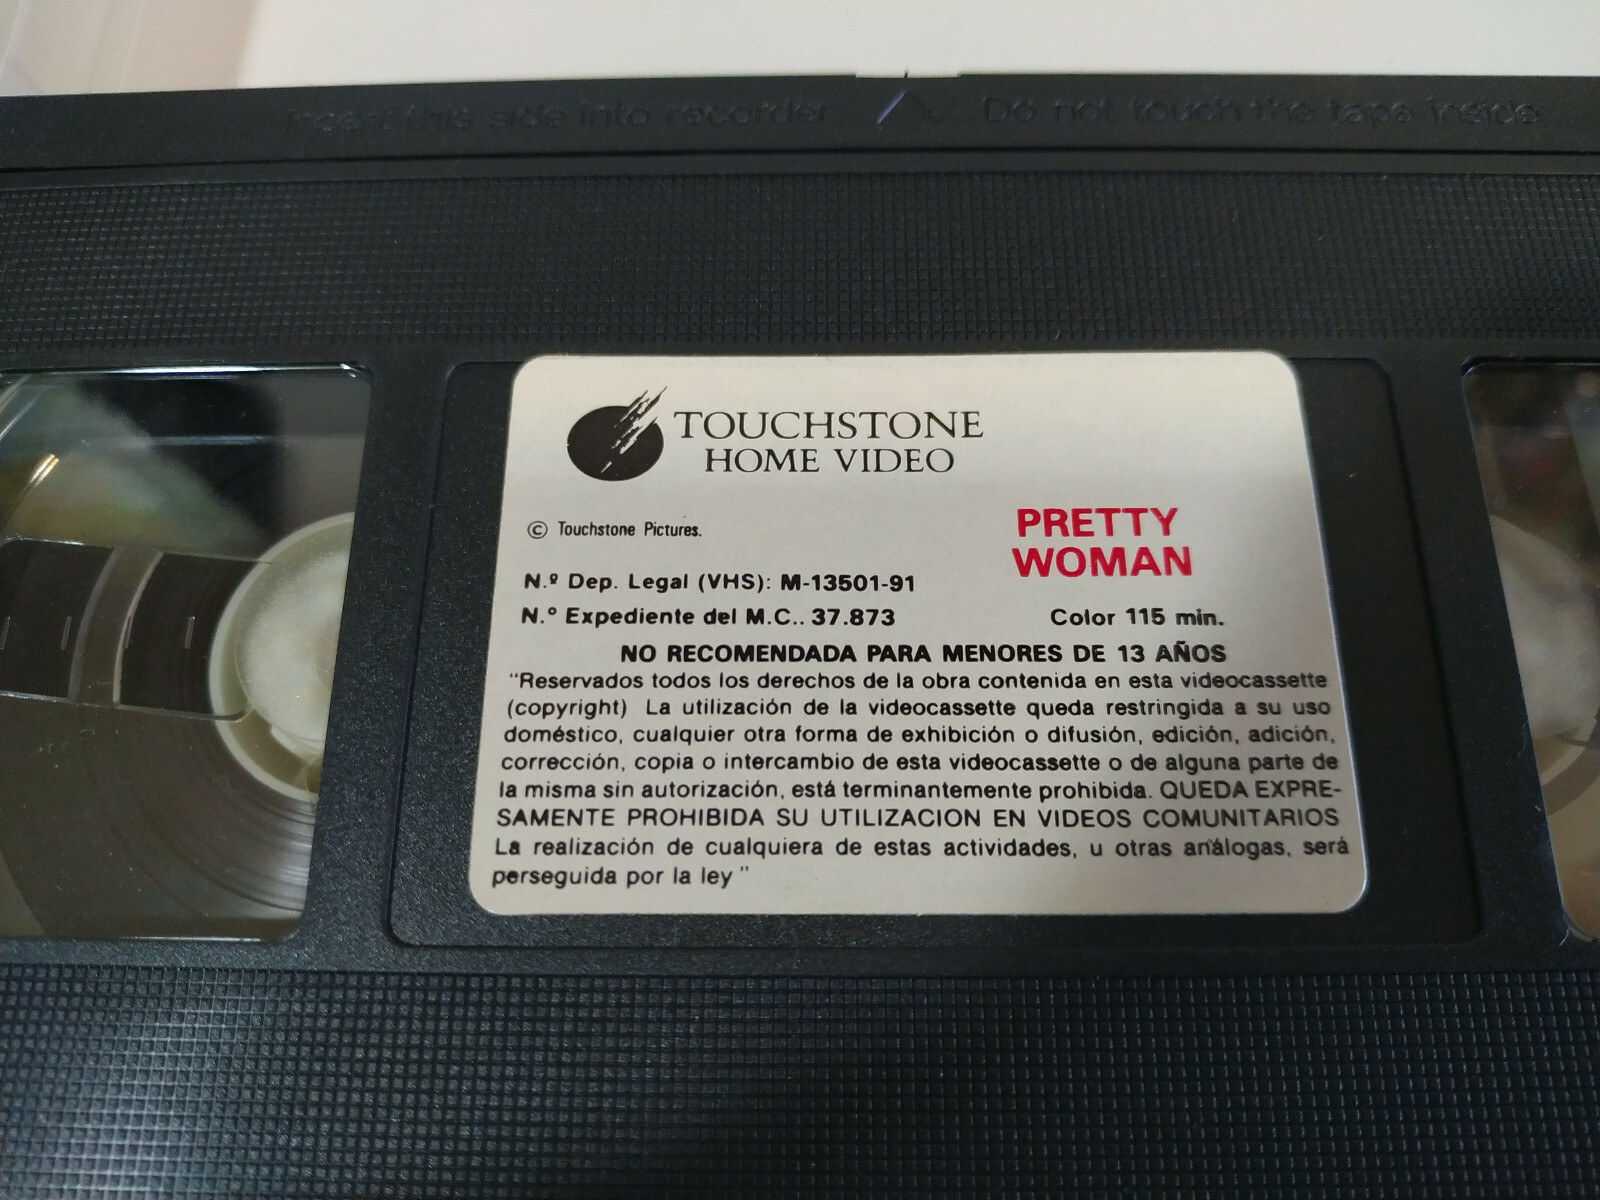 Insert this side into recorder Do not touch the tape inside
TOUCHSTONE
HOME VIDEO
© Touchstone Pictures.
PRETTY
WOMAN
N.º Dep. Legal (VHS): M-13501-91
N.º Expediente del M.C.. 37.873 Color 115 min.
NO RECOMENDADA PARA MENORES DE 13 AÑOS
"Reservados todos los derechos de la obra contenida en esta videocassette
(copyright) La utilización de la videocassette queda restringida a su uso
doméstico, cualquier otra forma de exhibición o difusión, edición, adición,
corrección, copia o intercambio de esta videocassette o de alguna parte de
la misma sin autorización, está terminantemente prohibida. QUEDA EXPRE-
SAMENTE PROHIBIDA SU UTILIZACION EN VIDEOS COMUNITARIOS
La realización de cualquiera de estas actividades, u otras análogas, será
perseguida por la ley"